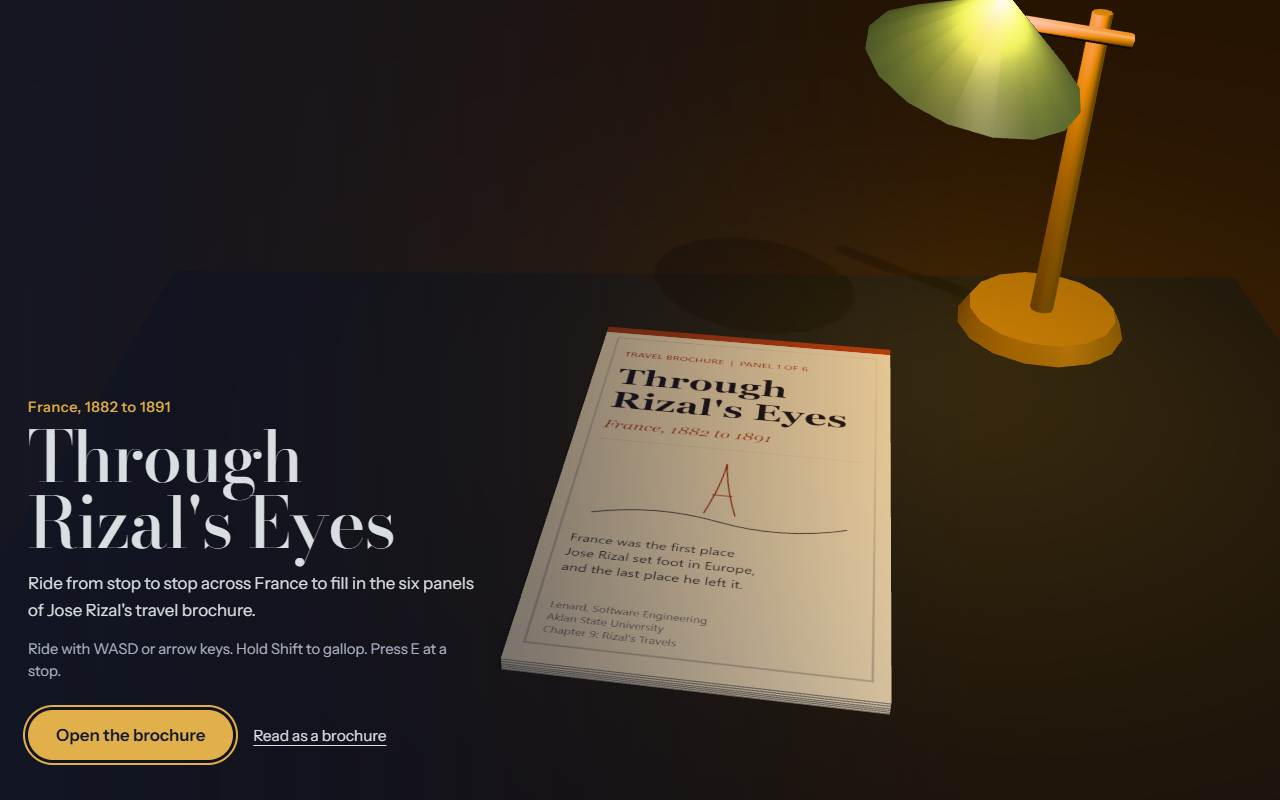 TRAVEL BROCHURE | PANEL 1 OF 6
Through
Rizal's Eyes
France, 1882 to 1891
France was the first place
Jose Rizal set foot in Europe,
and the last place he left it.
Lenard, Software Engineering
Aklan State University
Chapter 9: Rizal's Travels
France, 1882 to 1891
Through
Rizal's Eyes
Ride from stop to stop across France to fill in the six panels
of Jose Rizal's travel brochure.
Ride with WASD or arrow keys. Hold Shift to gallop. Press E at a
stop.
Open the brochure
Read as a brochure